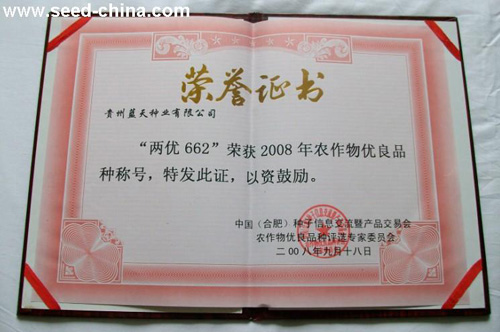 www.seed-china.com
荣誉证书
贵州蓝天种业有限公司
“两优662”荣获2008年农作物优良品
种称号，特发此证，以资鼓励。
中国（合肥）种子信息交流暨产品交易会
农作物优良品种评选专家委员会
二00八年九月十八日